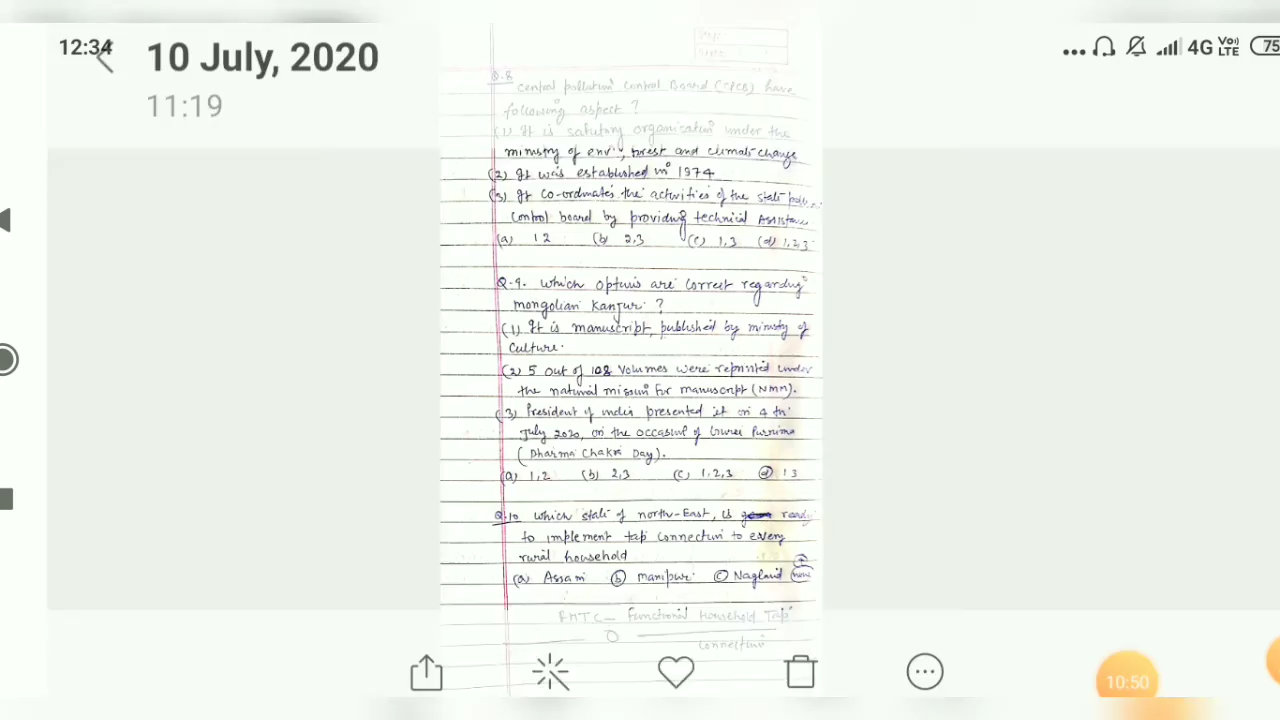 12:34
10 July, 2020
11:19
4G VoLTE 75
Q.8
central pollution control Board (CPCB) have
following aspect ?
(1) It is satutory organisation under the
ministry of env., forest and climate change
(2) It was established in 1974
(3) It co-ordinates the activities of the state
control board by providing technical Assistance
(a) 1 2 (b) 2,3 (c) 1,3 (d) 1,2,3
Q-9. which options are correct regarding
mongolian Kanjur ?
(1) It is manuscript, published by ministry of
culture.
(2) 5 out of 108 volumes were reprinted under
the natural mission for manuscript (NMM).
(3) President of india presented it on 4 th
July 2020, on the occasion of Guru Purnima
(Dharma Chakra Day).
(a) 1,2 (b) 2,3 (c) 1,2,3 (d) 1 3
Q.10 which state of north-East, is ready
to implement tap connection to every
rural household
(a) Assam (b) manipur (c) Nagland
FHTC - Functional Household Tap
connection
10:50